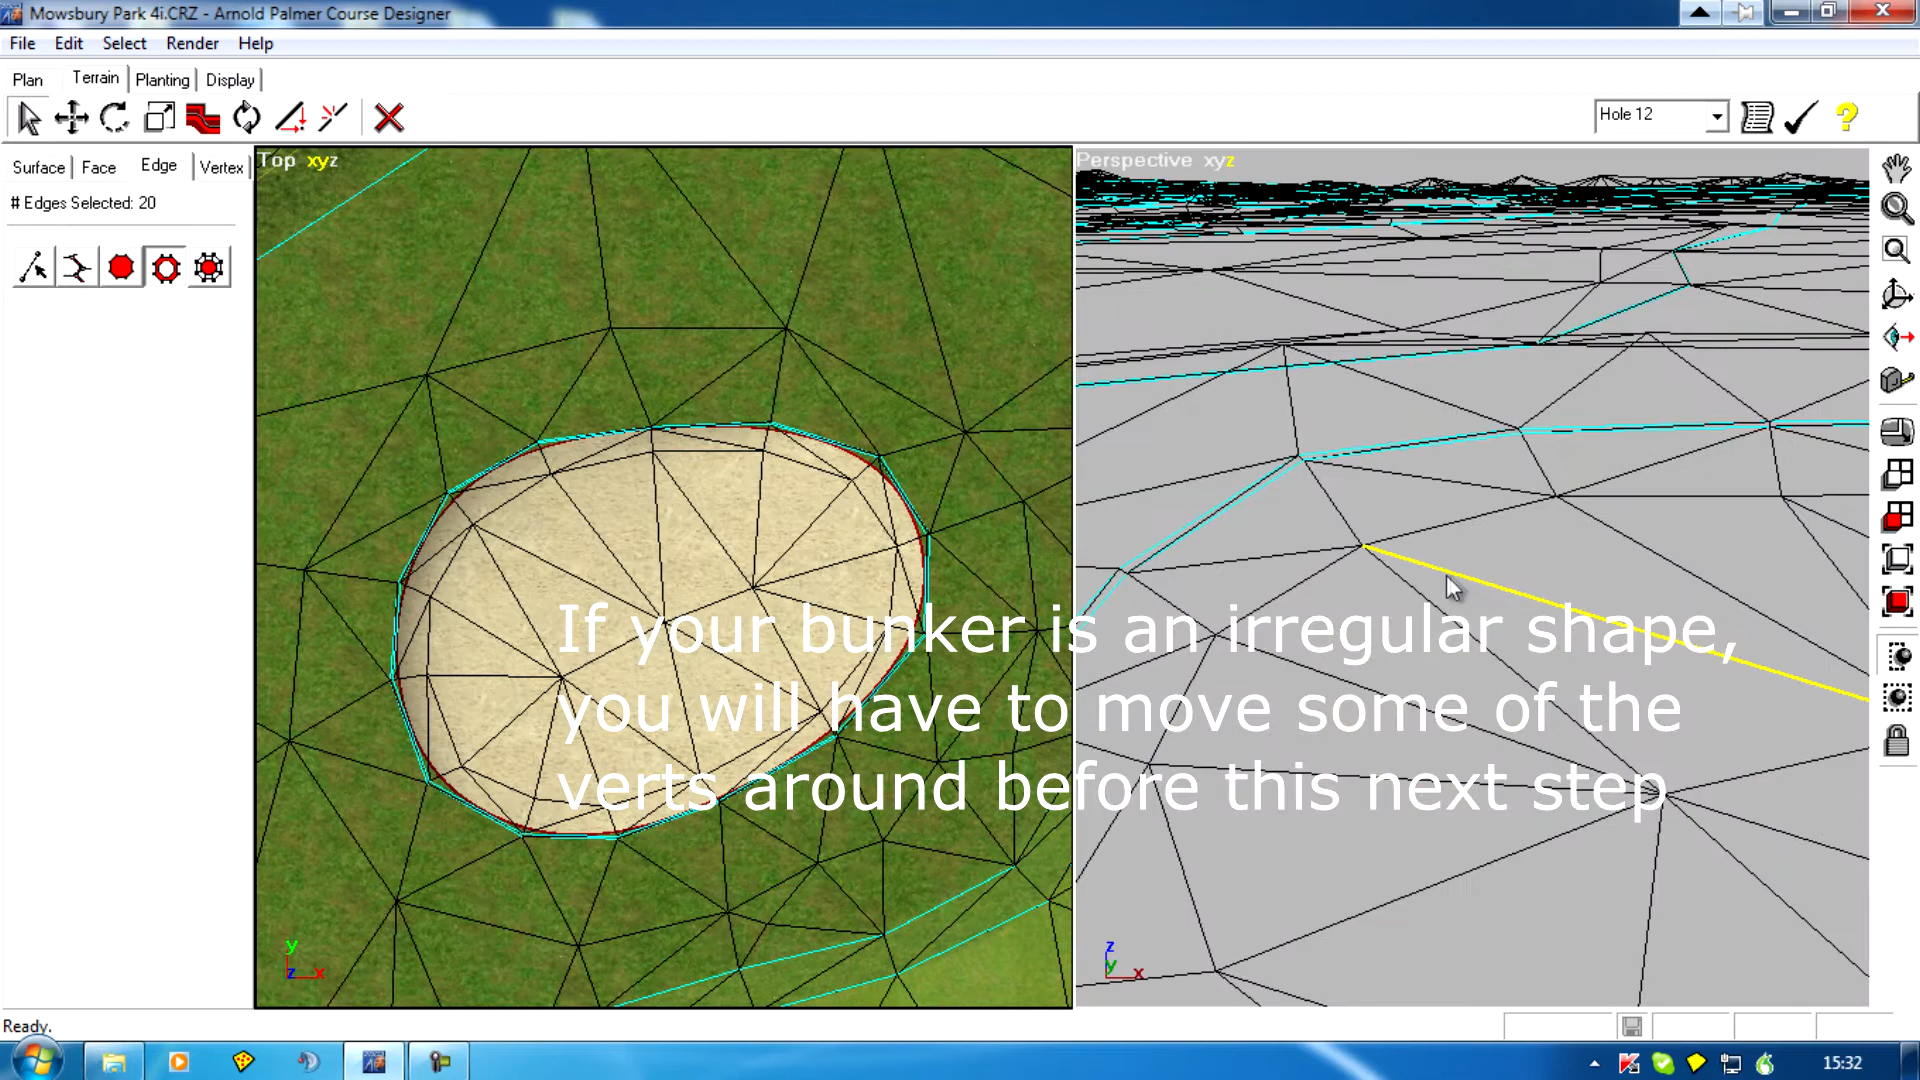 Mowsbury Park 4i.CRZ - Arnold Palmer Course Designer
File Edit Select Render Help
Plan Terrain Planting Display
Hole 12
Surface Face Edge Vertex
# Edges Selected: 20
Top xyz
Perspective xyz
If your bunker is an irregular shape,
you will have to move some of the
verts around before this next step
y
z x
z
y x
Ready.
15:32